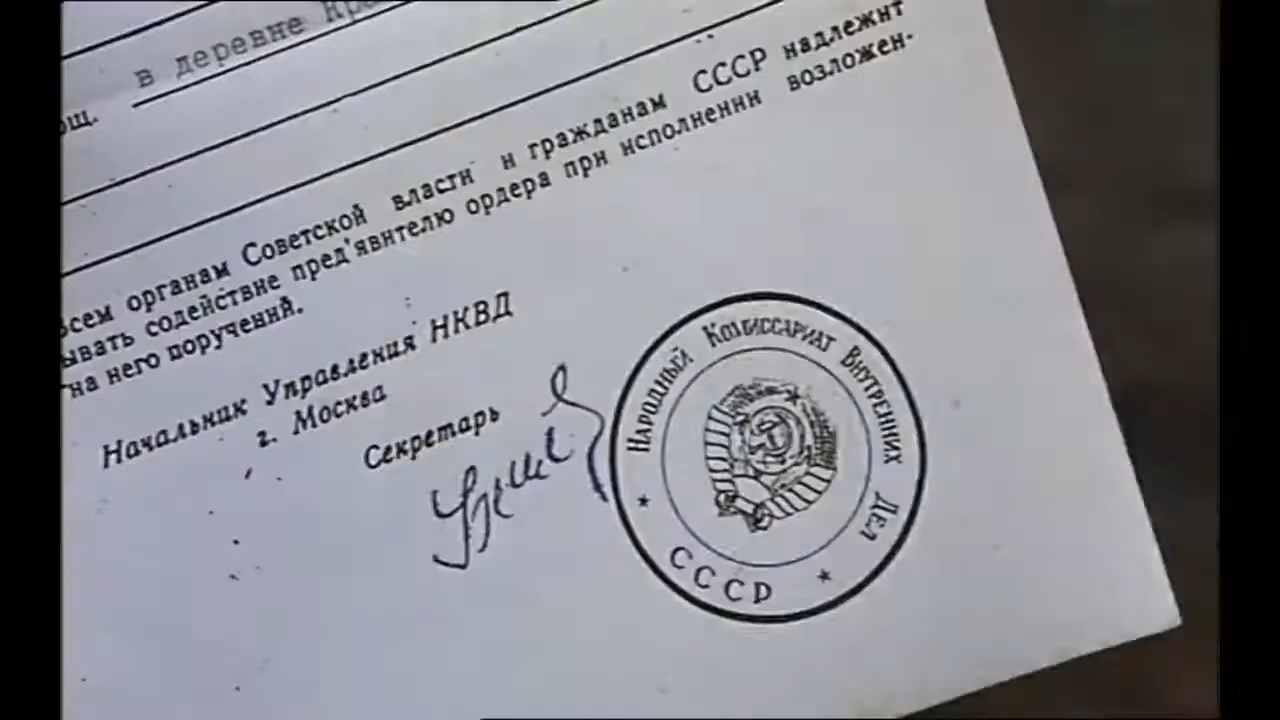 в деревне
ощ.
Всем органам Советской власти и гражданам СССР надлежит
ывать содействие пред'явителю ордера при исполнении возложен-
на него поручений.
Начальник Управления НКВД
г. Москва
Секретарь
Народный Комиссариат Внутренних Дел
СССР